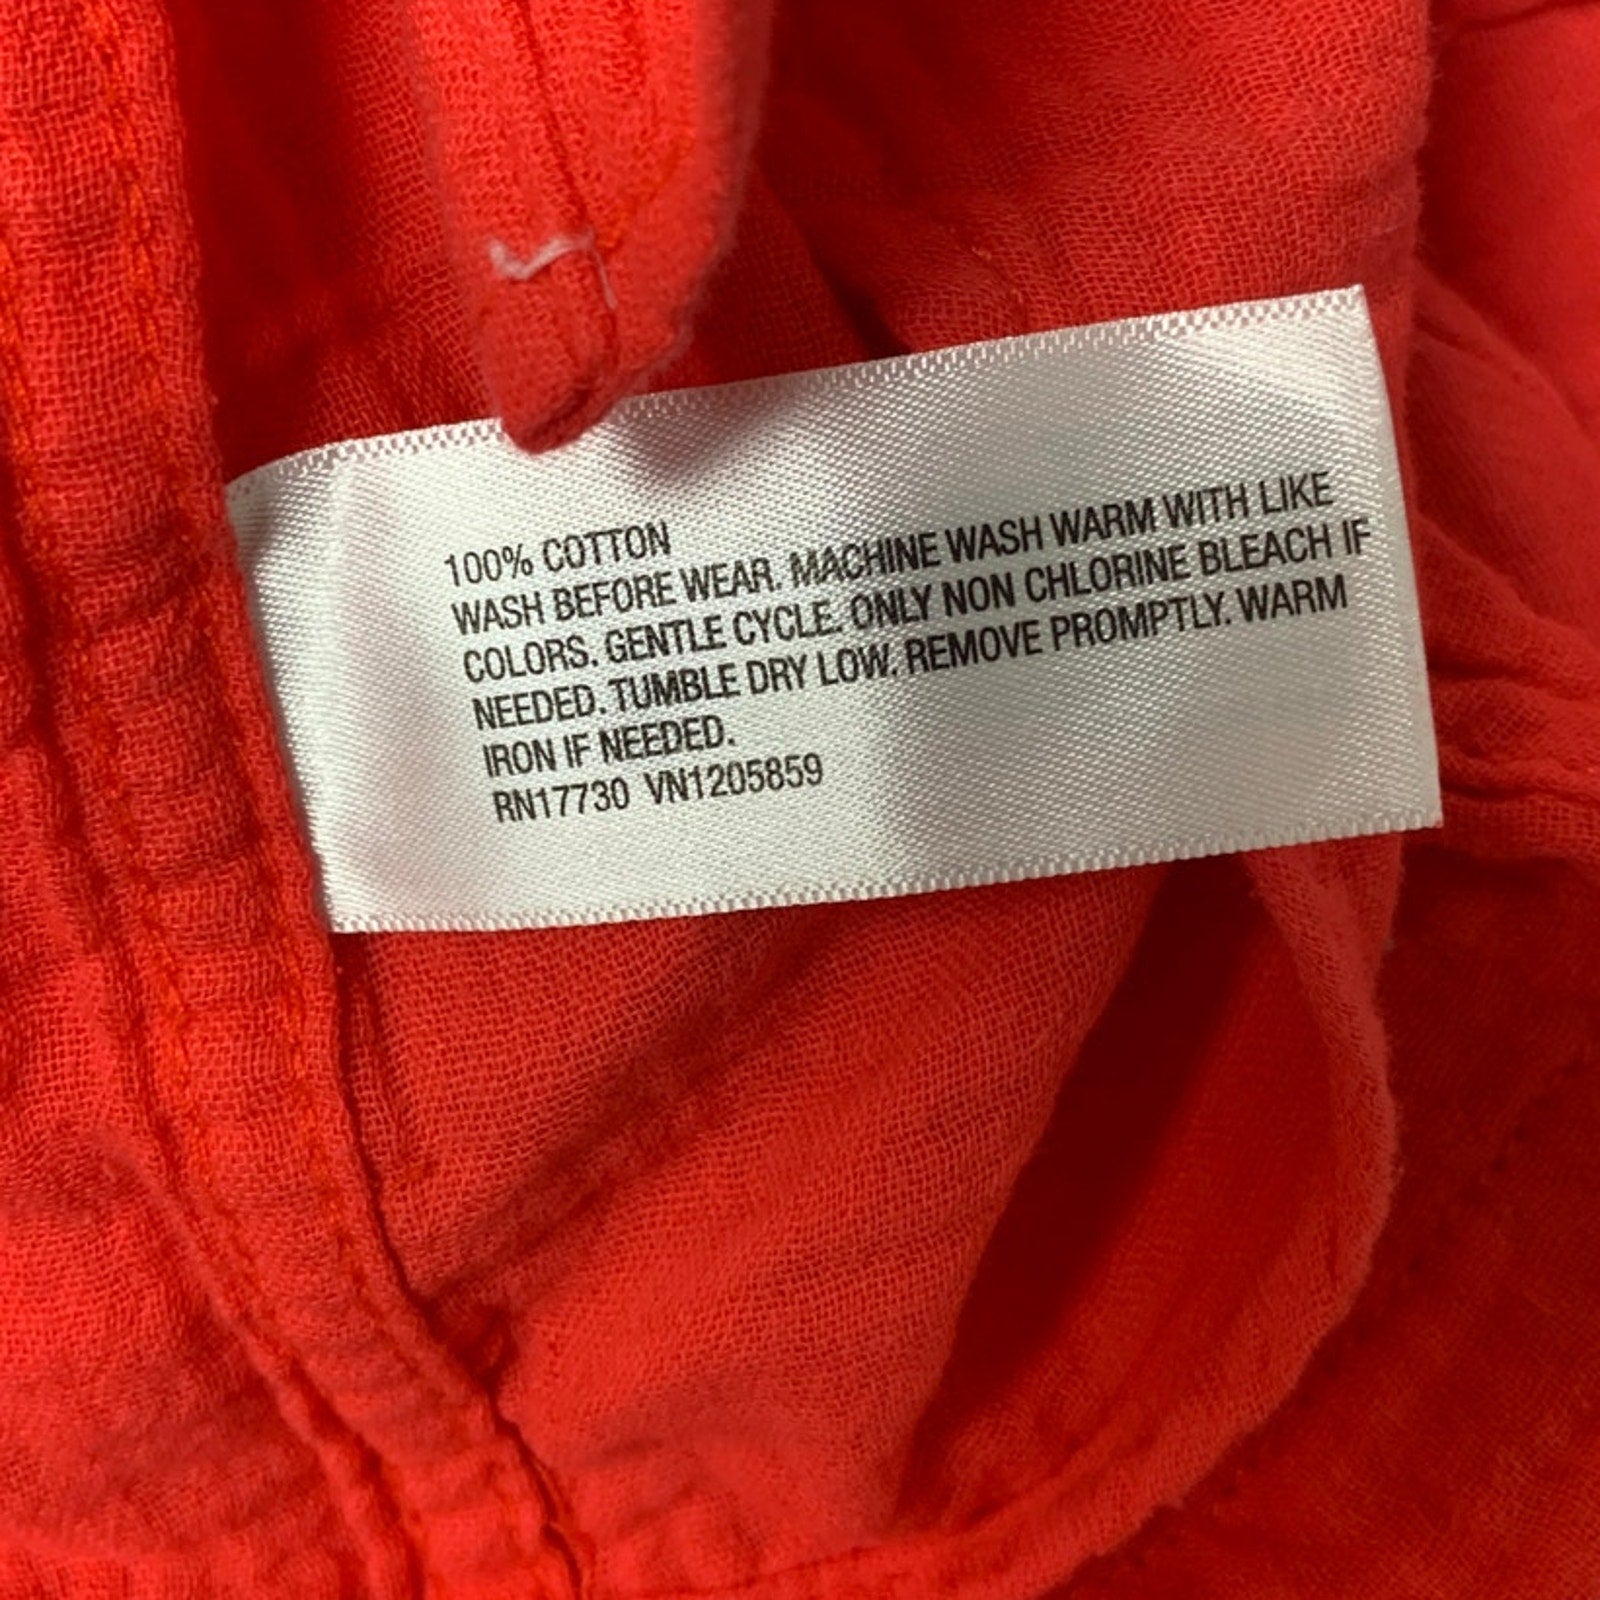 100% COTTON
WASH BEFORE WEAR. MACHINE WASH WARM WITH LIKE
COLORS. GENTLE CYCLE. ONLY NON CHLORINE BLEACH IF
NEEDED. TUMBLE DRY LOW. REMOVE PROMPTLY. WARM
IRON IF NEEDED.
RN17730 VN1205859